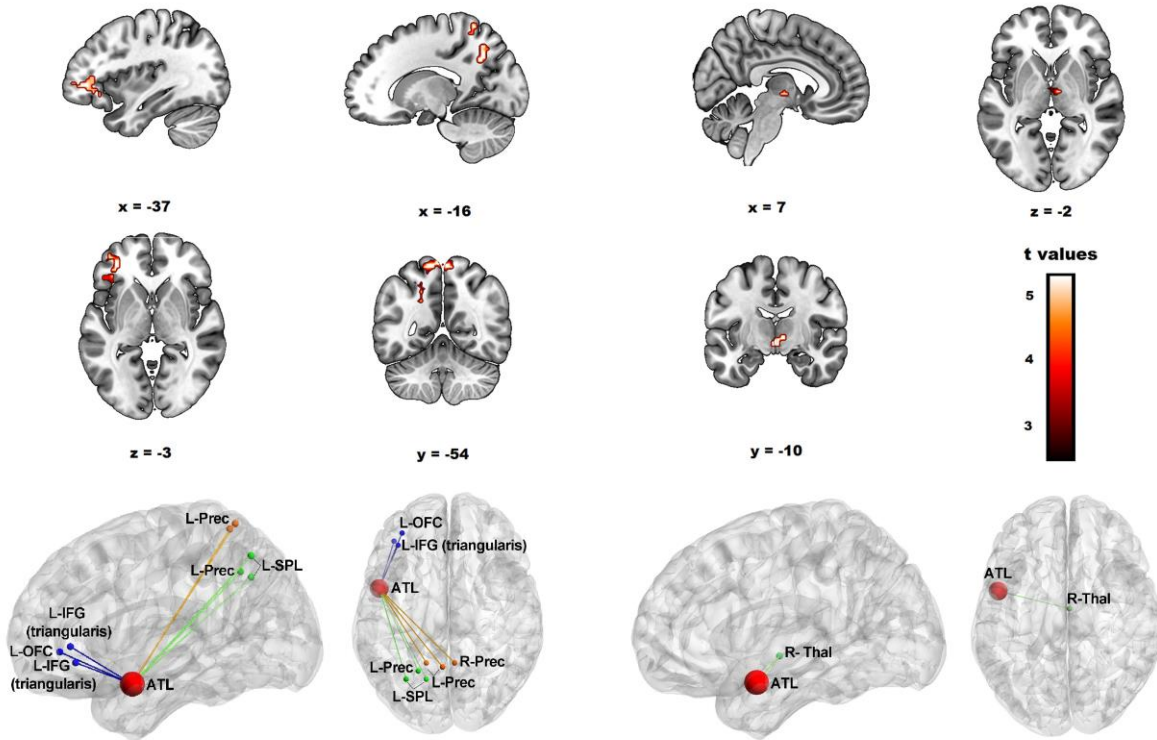 x = -37
x = -16
x = 7
z = -2
t values
5
4
3
z = -3
y = -54
y = -10
L-Prec
L-Prec
L-SPL
L-IFG
(triangularis)
L-OFC
L-IFG
(triangularis)
ATL
L-OFC
L-IFG (triangularis)
ATL
L-Prec
R-Prec
L-Prec
L-SPL
R- Thal
ATL
ATL
R-Thal